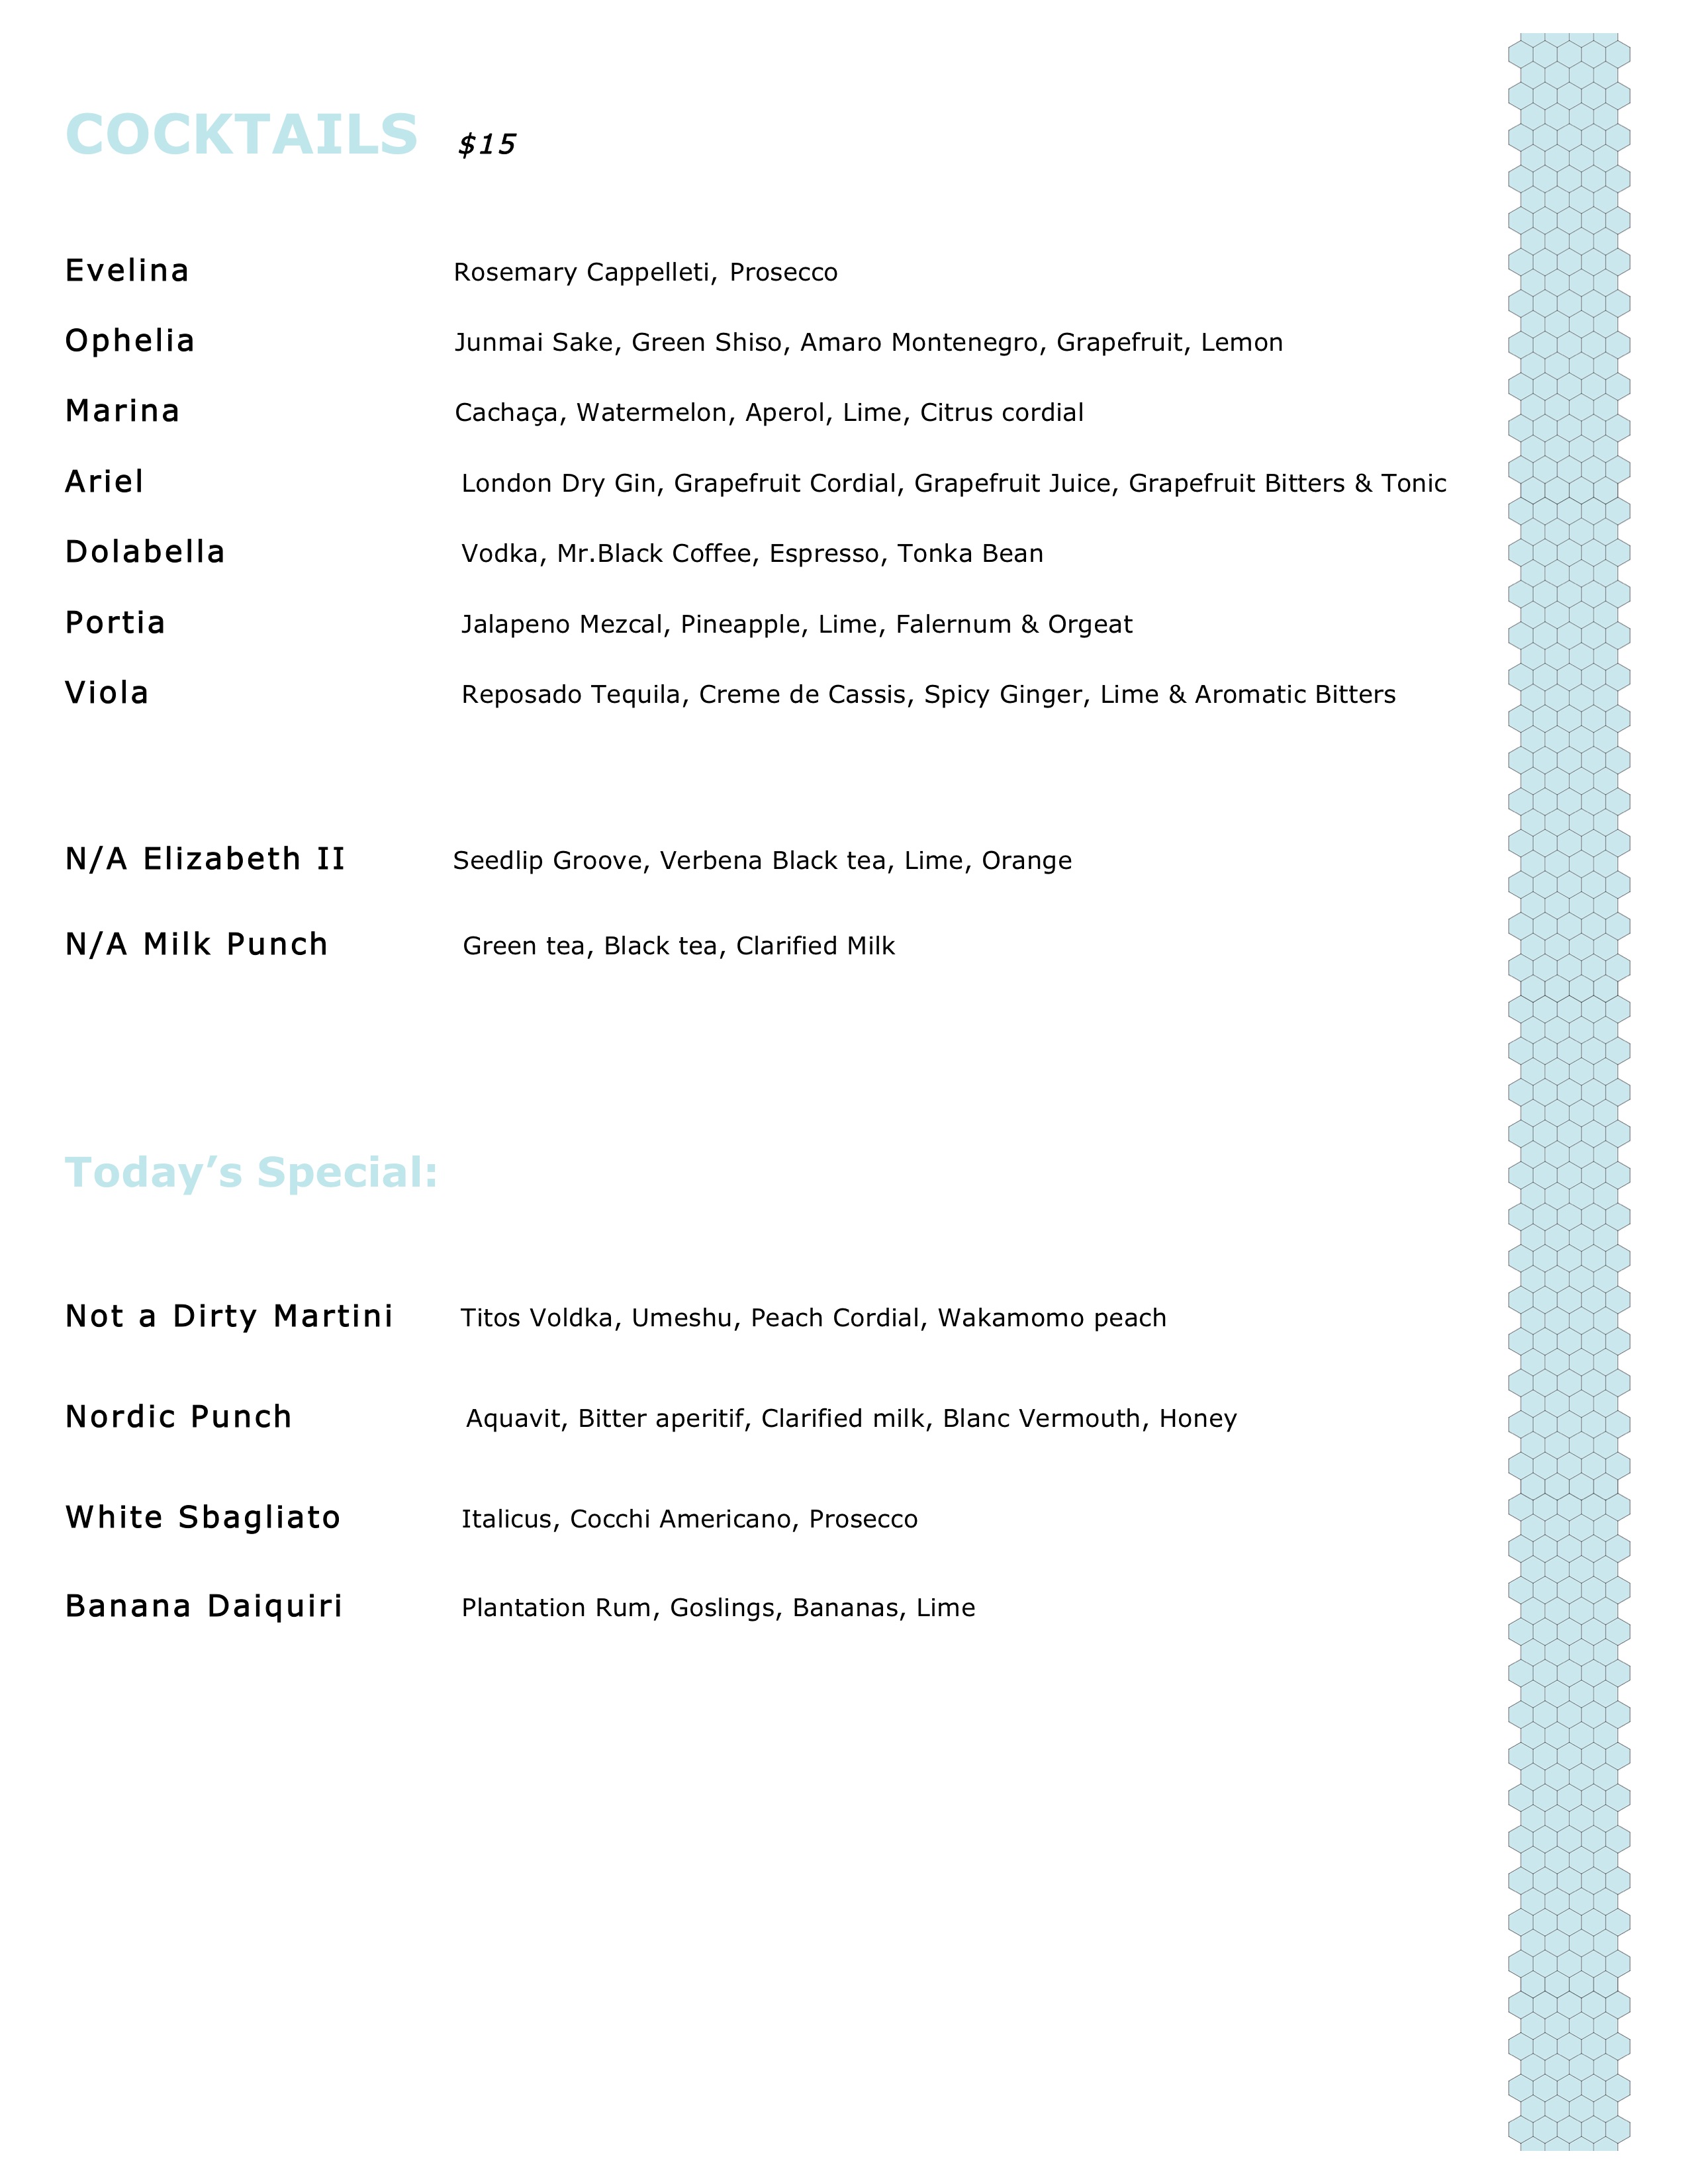 COCKTAILS $15
Evelina Rosemary Cappelleti, Prosecco
Ophelia Junmai Sake, Green Shiso, Amaro Montenegro, Grapefruit, Lemon
Marina Cachaça, Watermelon, Aperol, Lime, Citrus cordial
Ariel London Dry Gin, Grapefruit Cordial, Grapefruit Juice, Grapefruit Bitters & Tonic
Dolabella Vodka, Mr.Black Coffee, Espresso, Tonka Bean
Portia Jalapeno Mezcal, Pineapple, Lime, Falernum & Orgeat
Viola Reposado Tequila, Creme de Cassis, Spicy Ginger, Lime & Aromatic Bitters
N/A Elizabeth II Seedlip Groove, Verbena Black tea, Lime, Orange
N/A Milk Punch Green tea, Black tea, Clarified Milk
Today’s Special:
Not a Dirty Martini Titos Voldka, Umeshu, Peach Cordial, Wakamomo peach
Nordic Punch Aquavit, Bitter aperitif, Clarified milk, Blanc Vermouth, Honey
White Sbagliato Italicus, Cocchi Americano, Prosecco
Banana Daiquiri Plantation Rum, Goslings, Bananas, Lime